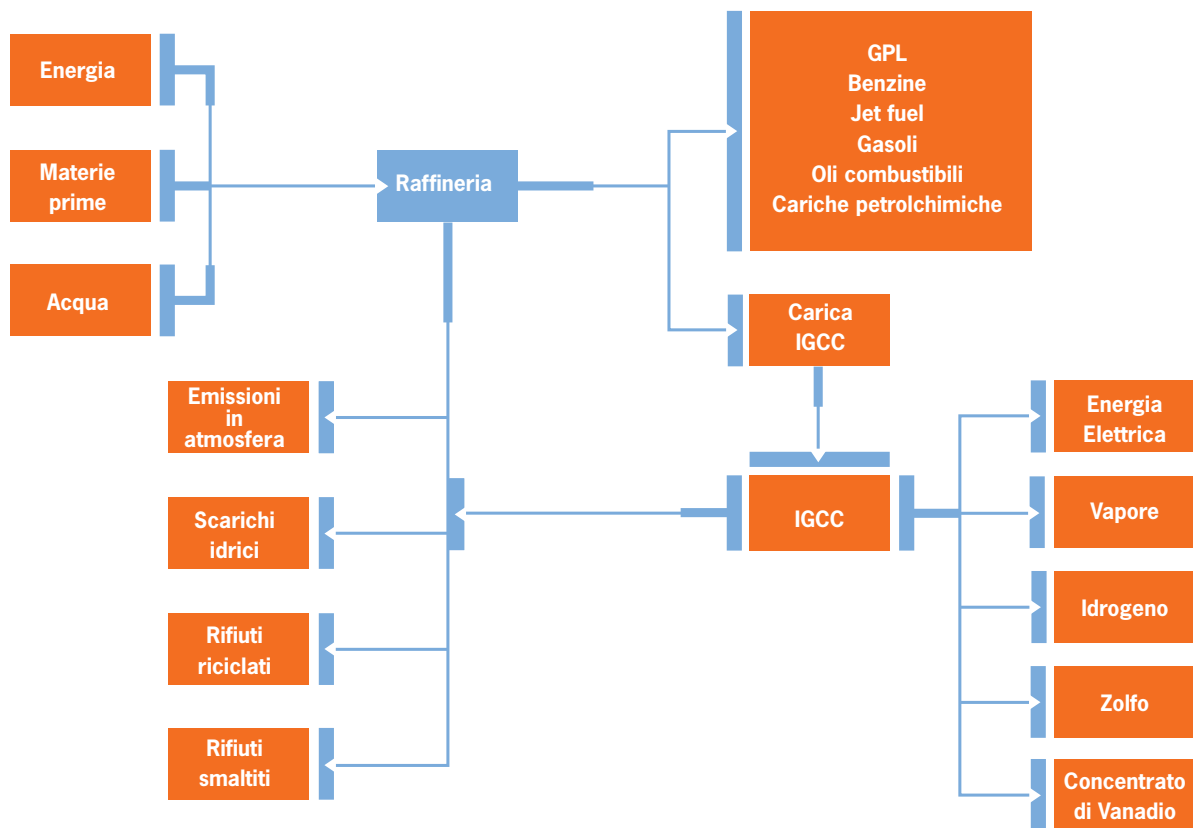 Energia
Materie
prime
Acqua
Raffineria
GPL
Benzine
Jet fuel
Gasoli
Oli combustibili
Cariche petrolchimiche
Carica
IGCC
Emissioni
in
atmosfera
Scarichi
idrici
Rifiuti
riciclati
Rifiuti
smaltiti
IGCC
Energia
Elettrica
Vapore
Idrogeno
Zolfo
Concentrato
di Vanadio